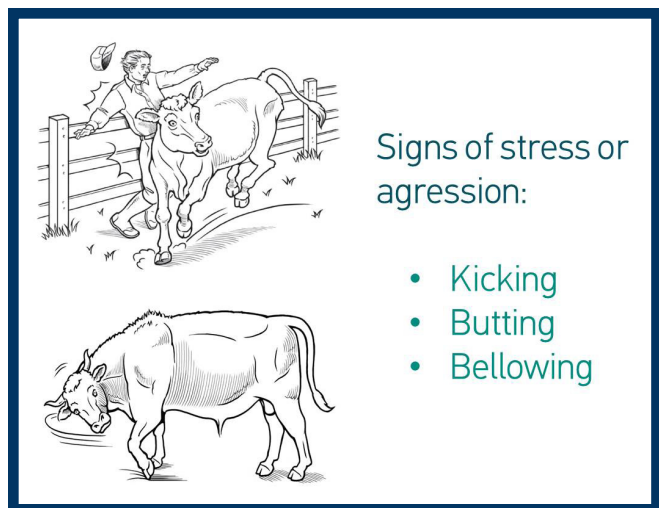 Signs of stress or
agression:
• Kicking
• Butting
• Bellowing